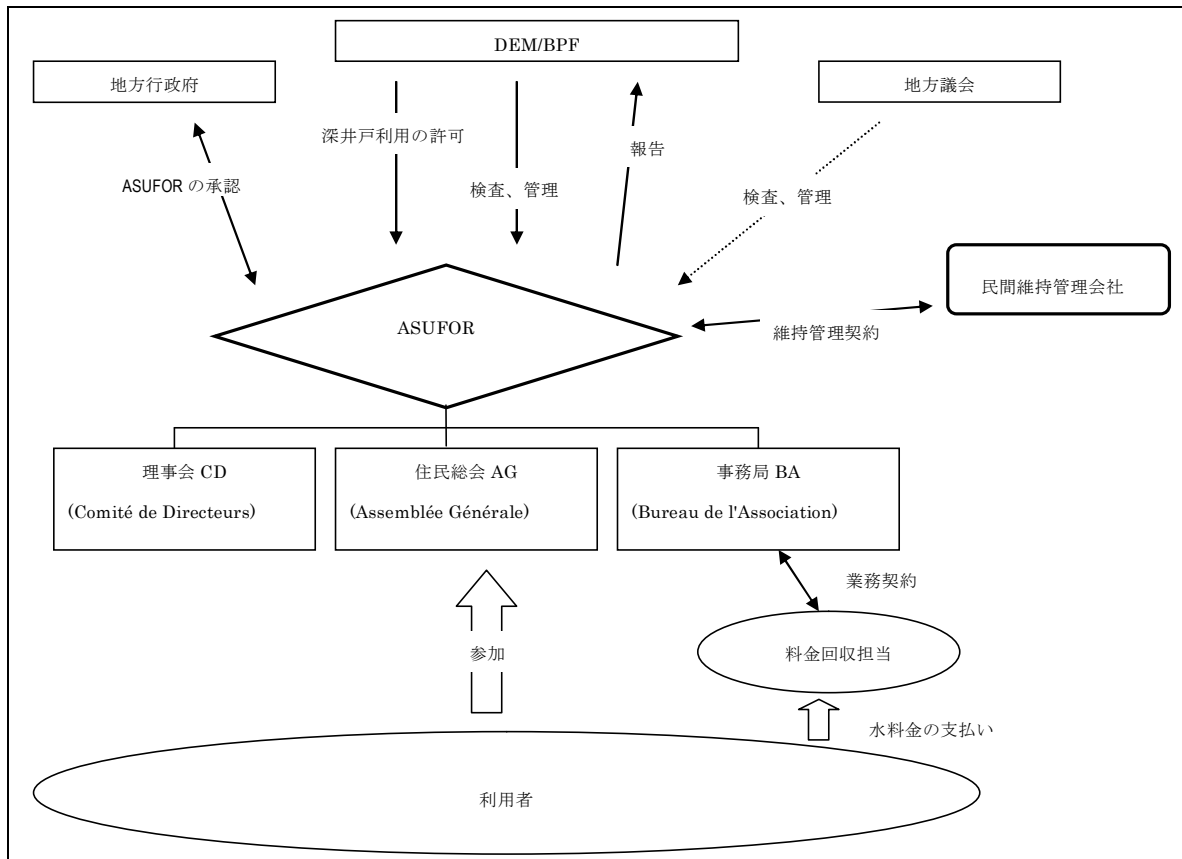 DEM/BPF
地方行政府
地方議会
深井戸利用の許可
報告
ASUFOR の承認
検査、管理
検査、管理
民間維持管理会社
ASUFOR
維持管理契約
理事会 CD
(Comité de Directeurs)
住民総会 AG
(Assemblée Générale)
事務局 BA
(Bureau de l'Association)
業務契約
参加
料金回収担当
水料金の支払い
利用者